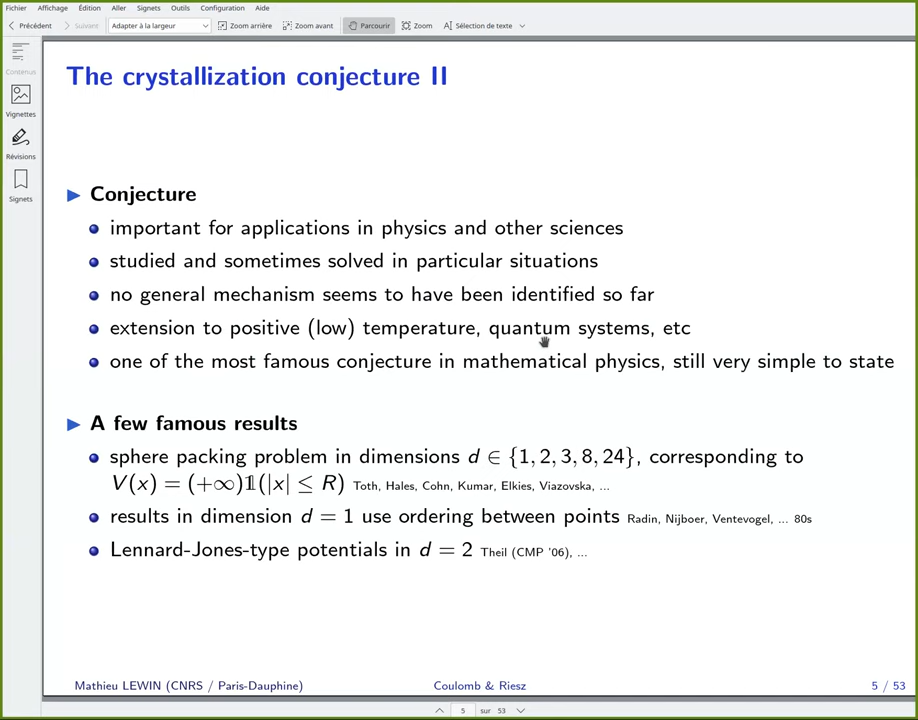 Fichier Affichage Édition Aller Signets Outils Configuration Aide
Précédent Suivant Adapter à la largeur Zoom arrière Zoom avant Parcourir Zoom Sélection de texte
Contenus
Vignettes
Révisions
Signets
The crystallization conjecture II
Conjecture
important for applications in physics and other sciences
studied and sometimes solved in particular situations
no general mechanism seems to have been identified so far
extension to positive (low) temperature, quantum systems, etc
one of the most famous conjecture in mathematical physics, still very simple to state
A few famous results
sphere packing problem in dimensions d ∈ {1, 2, 3, 8, 24}, corresponding to
V(x) = (+∞)𝟙(|x| ≤ R) Toth, Hales, Cohn, Kumar, Elkies, Viazovska, ...
results in dimension d = 1 use ordering between points Radin, Nijboer, Ventevogel, ... 80s
Lennard-Jones-type potentials in d = 2 Theil (CMP '06), ...
Mathieu LEWIN (CNRS / Paris-Dauphine) Coulomb & Riesz 5 / 53
5 sur 53